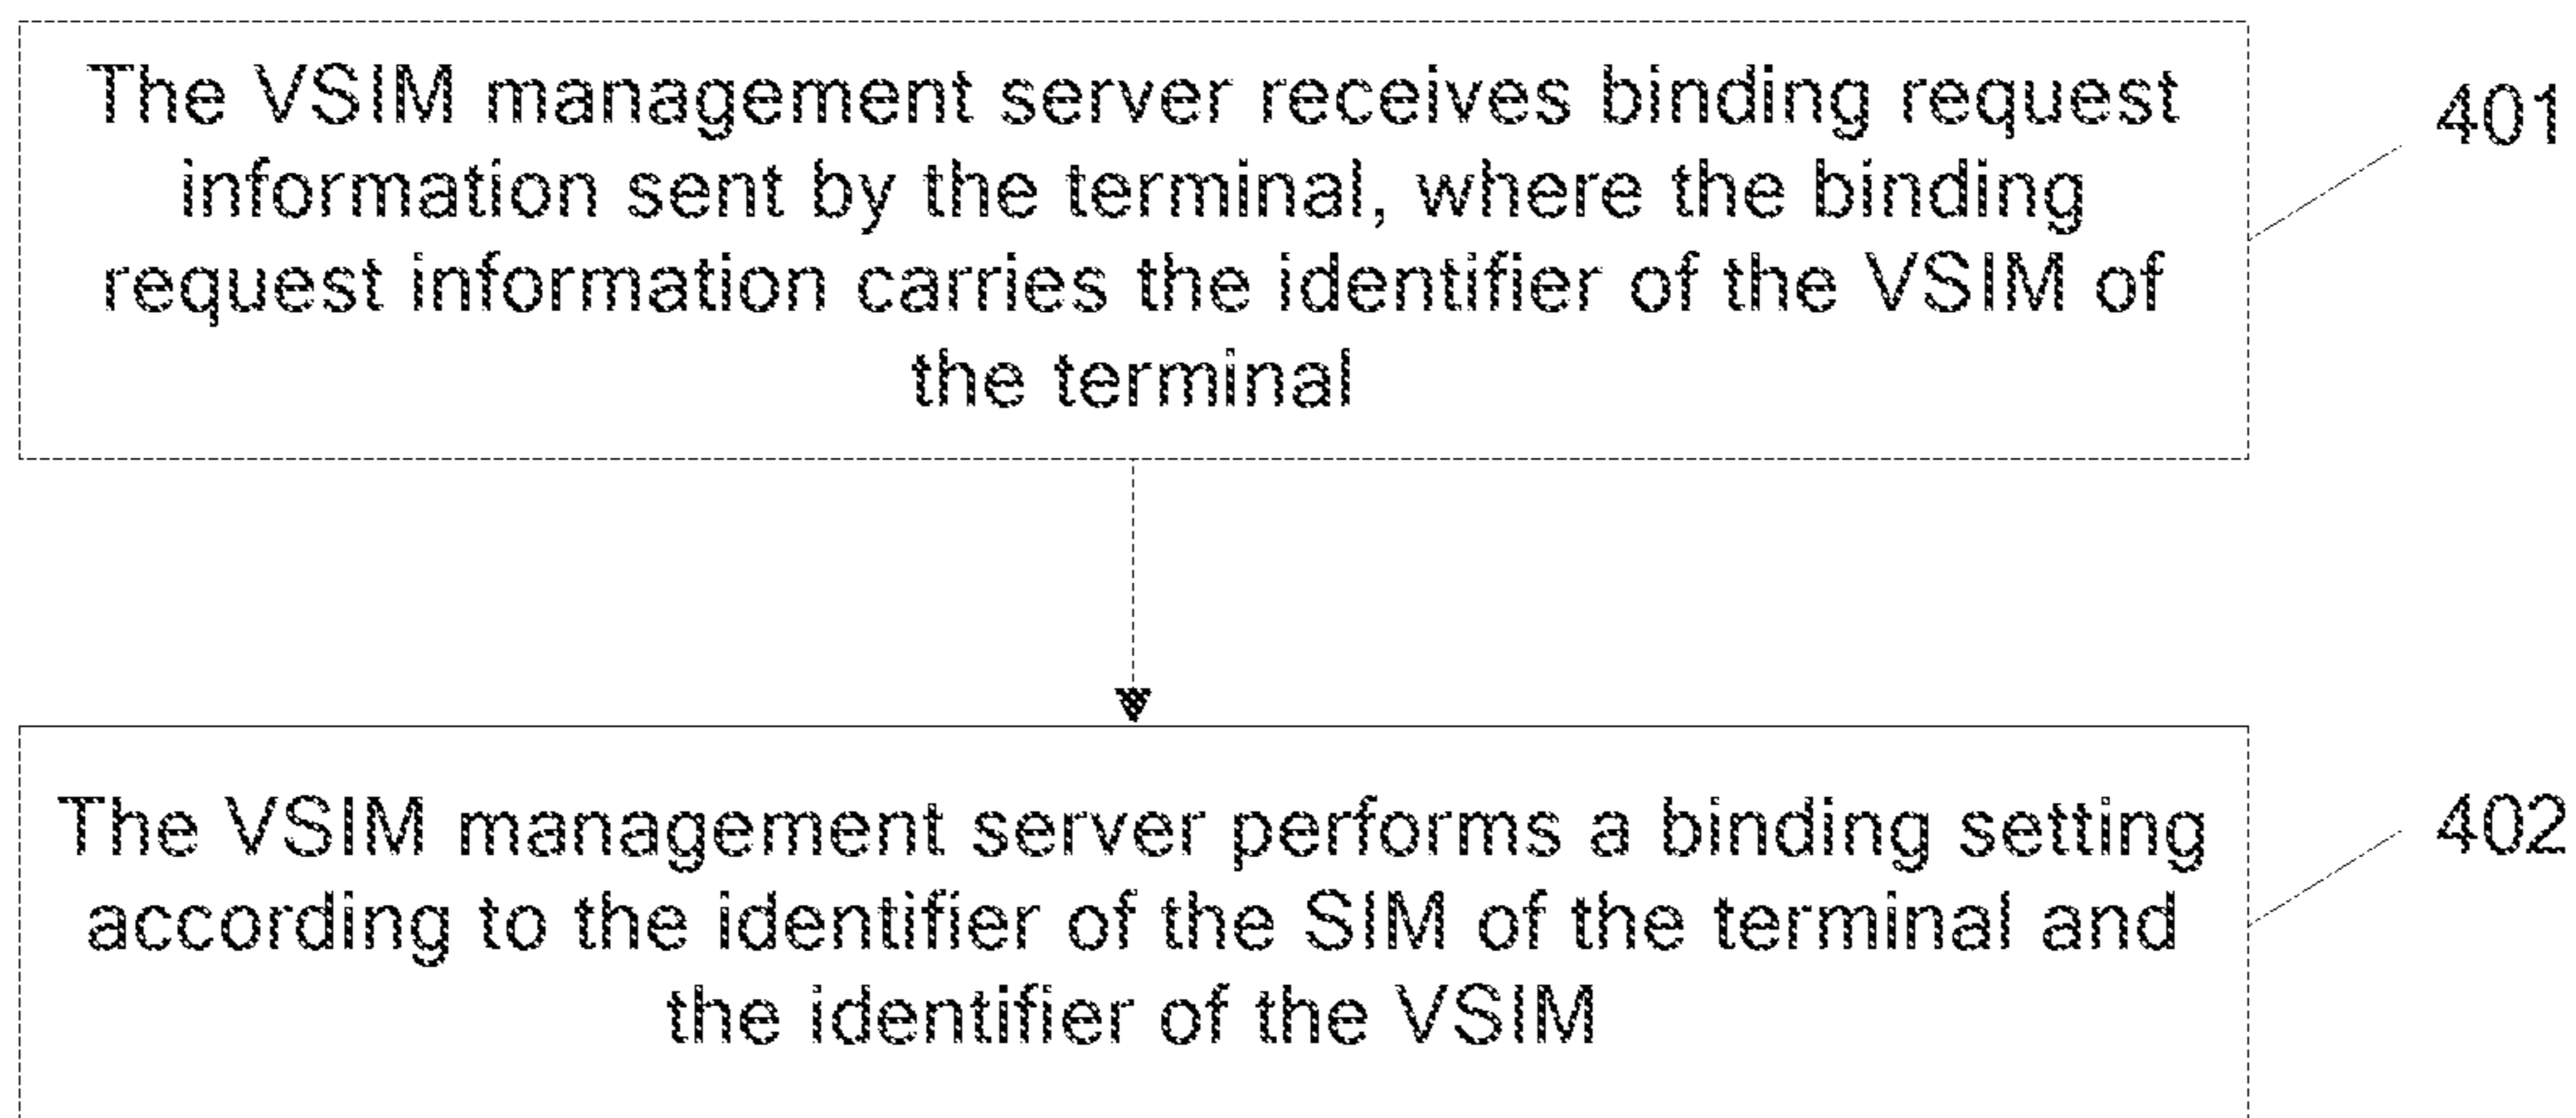 The VSIM management server receives binding request
information sent by the terminal, where the binding
request information carries the identifier of the VSIM of
the terminal
401
The VSIM management server performs a binding setting
according to the identifier of the SIM of the terminal and
the identifier of the VSIM
402